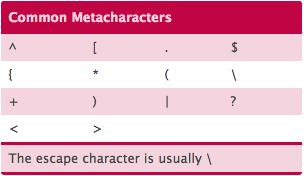 Common Metacharacters
^ [ . $
{ * ( \
+ ) | ?
< >
The escape character is usually \